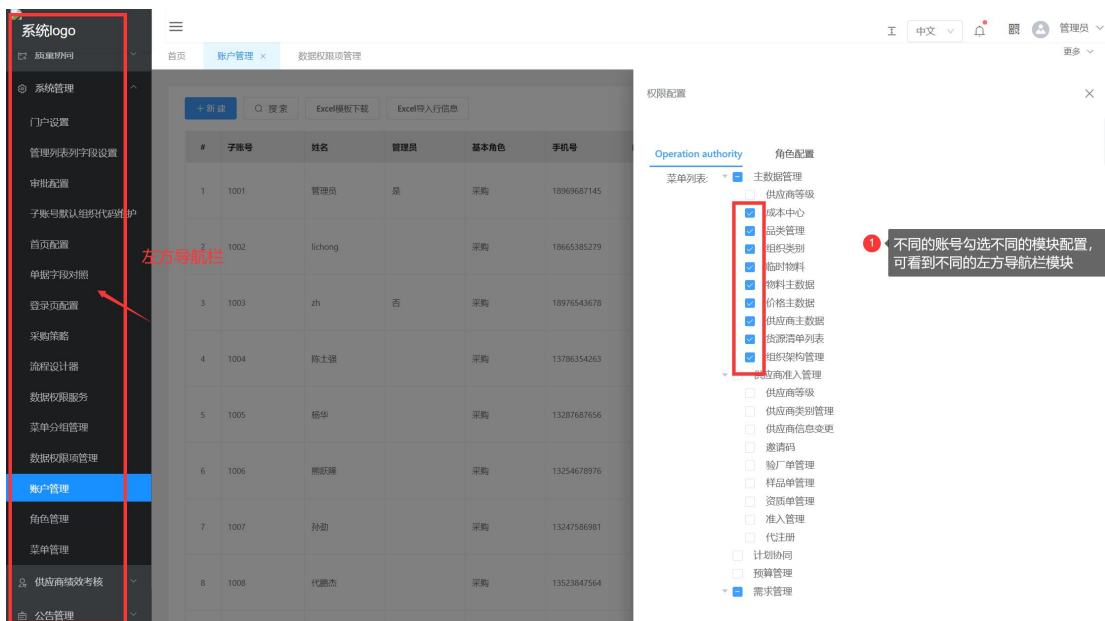 系统logo
质量协同
系统管理
门户设置
管理列表列字段设置
审批配置
子账号默认组织代码维护
首页配置
单据字段对照
登录页配置
采购策略
流程设计器
数据权限服务
菜单分组管理
数据权限项管理
账户管理
角色管理
菜单管理
供应商绩效考核
公告管理
左方导航栏
中文
管理员
首页 账户管理 × 数据权限项管理
更多
+ 新建 搜索 Excel模板下载 Excel导入行信息
# 子账号 姓名 管理员 基本角色 手机号
1 1001 管理员 是 采购 18969687145
2 1002 lichong 采购 18665385279
3 1003 zh 否 采购 18976543678
4 1004 陈土强 采购 13786354263
5 1005 杨华 采购 13287687656
6 1006 采购 13254678976
7 1007 孙勋 采购 13247586981
8 1008 代鹏杰 采购 13523847564
权限配置
Operation authority 角色配置
菜单列表:
主数据管理
供应商等级
成本中心
品类管理
组织类别
临时物料
物料主数据
价格主数据
供应商主数据
货源清单列表
组织架构管理
供应商准入管理
供应商等级
供应商类别管理
供应商信息变更
邀请码
验厂单管理
样品单管理
资质单管理
准入管理
代注册
计划协同
预算管理
需求管理
1 不同的账号勾选不同的模块配置,
可看到不同的左方导航栏模块